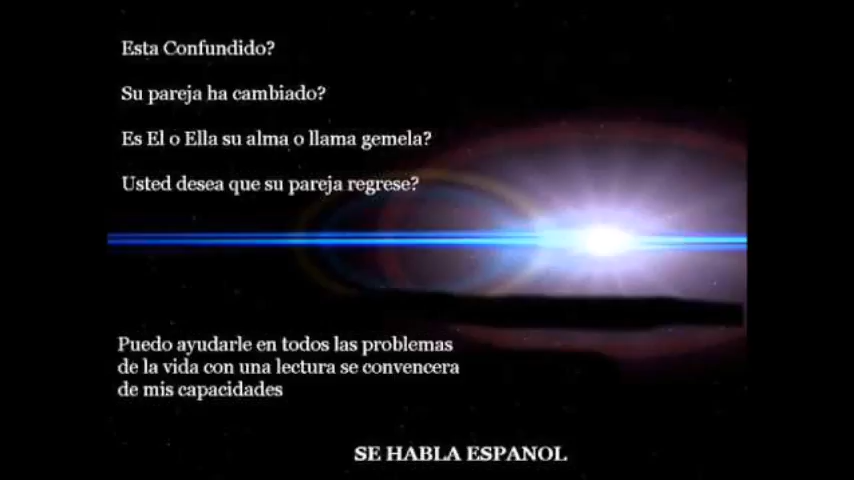 Esta Confundido?
Su pareja ha cambiado?
Es El o Ella su alma o llama gemela?
Usted desea que su pareja regrese?
Puedo ayudarle en todos las problemas
de la vida con una lectura se convencera
de mis capacidades
SE HABLA ESPANOL